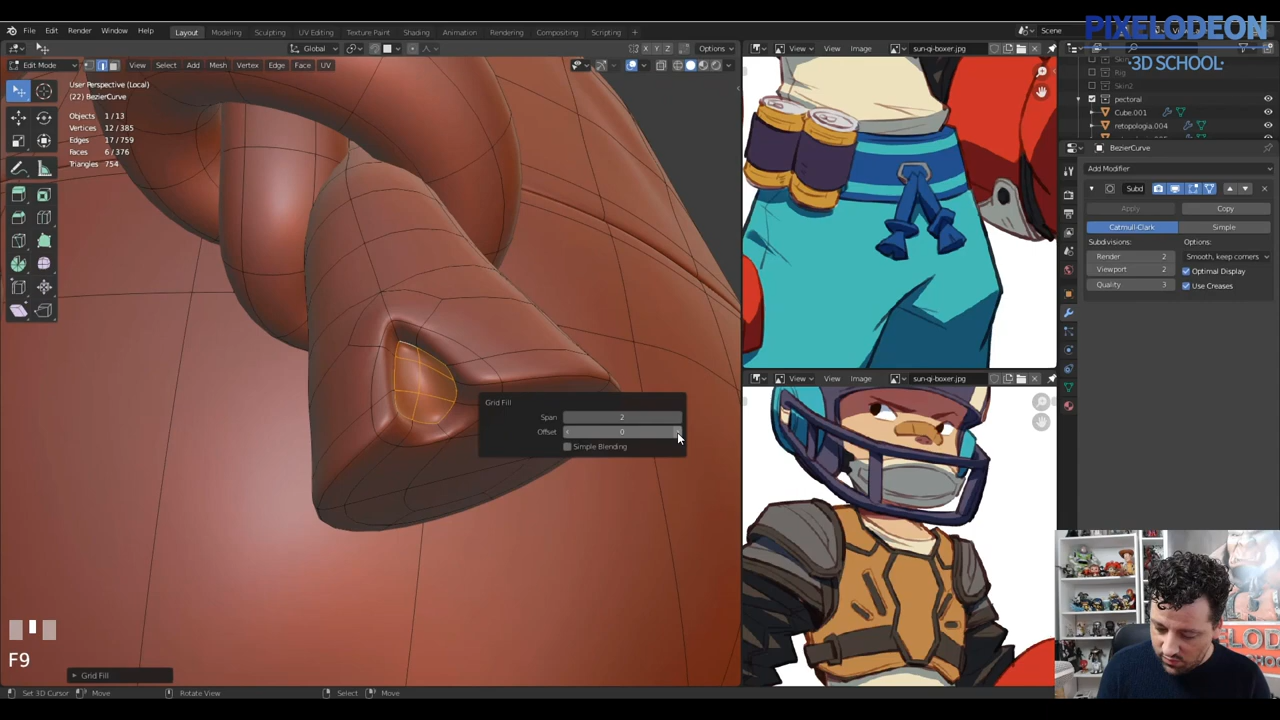 File Edit Render Window Help Layout Modeling Sculpting UV Editing Texture Paint Shading Animation Rendering Compositing Scripting Scene
PIXELODEON
·3D SCHOOL·
Global X Y Z Options View Image sun-qi-boxer.jpg
Edit Mode View Select Add Mesh Vertex Edge Face UV
User Perspective (Local)
(22) BezierCurve
Objects 1/13
Vertices 12/385
Edges 17/759
Faces 6/376
Triangles 754
Rig
Skin2
pectoral
Cube.001
retopologia.004
BezierCurve
Add Modifier
Subd
Apply Copy
Catmull-Clark Simple
Subdivisions: Options:
Render 2 Smooth, keep corners
Viewport 2 Optimal Display
Quality 3 Use Creases
View View Image sun-qi-boxer.jpg
Grid Fill
Span 2
Offset 0
Simple Blending
F9
Grid Fill
Set 3D Cursor Move Rotate View Select Move